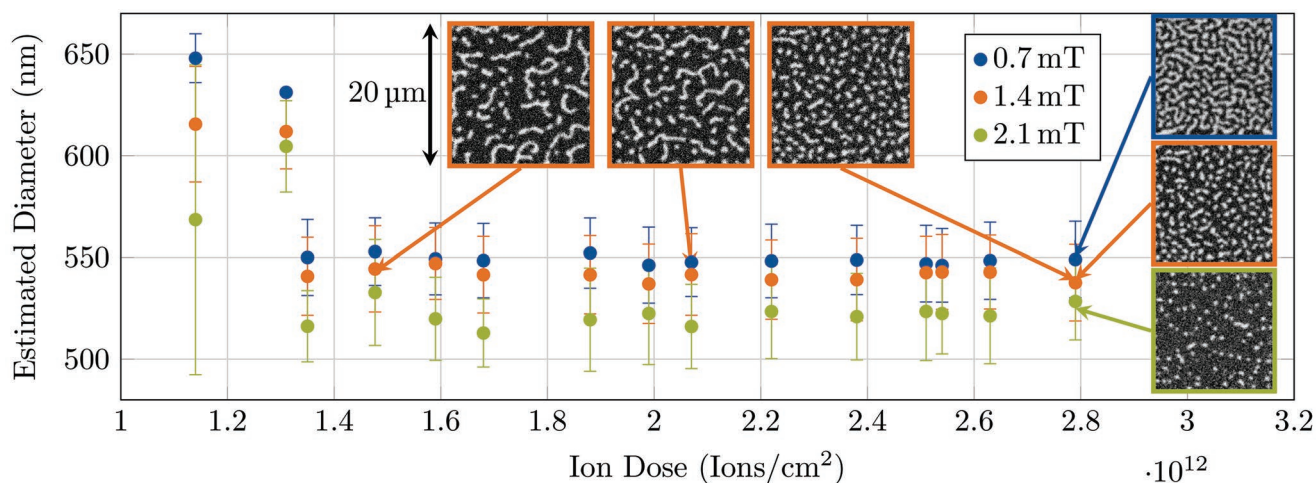 Estimated Diameter (nm)
650
600
550
500
20 µm
0.7 mT
1.4 mT
2.1 mT
1
1.2
1.4
1.6
1.8
2
2.2
2.4
2.6
2.8
3
3.2
Ion Dose (Ions/cm²)
·10¹²